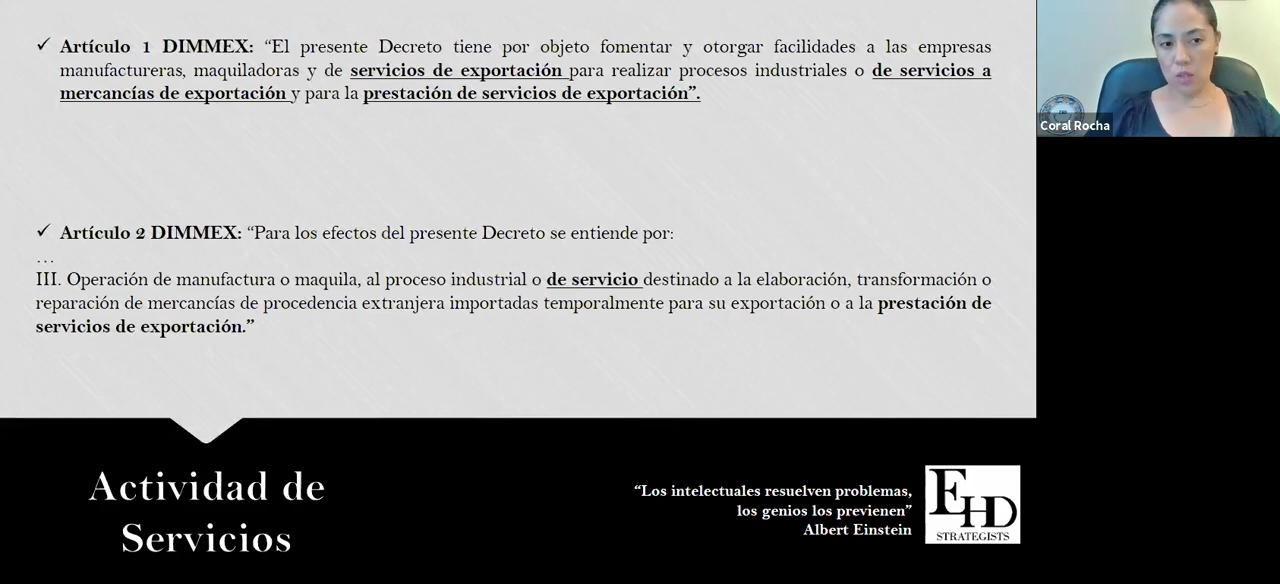 ✓ Artículo 1 DIMMEX: “El presente Decreto tiene por objeto fomentar y otorgar facilidades a las empresas
manufactureras, maquiladoras y de servicios de exportación para realizar procesos industriales o de servicios a
mercancías de exportación y para la prestación de servicios de exportación”.
✓ Artículo 2 DIMMEX: “Para los efectos del presente Decreto se entiende por:
…
III. Operación de manufactura o maquila, al proceso industrial o de servicio destinado a la elaboración, transformación o
reparación de mercancías de procedencia extranjera importadas temporalmente para su exportación o a la prestación de
servicios de exportación.”
Actividad de
Servicios
“Los intelectuales resuelven problemas,
los genios los previenen”
Albert Einstein
EHD
STRATEGISTS
Coral Rocha